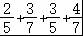 2/5 + 3/7 + 3/5 + 4/7